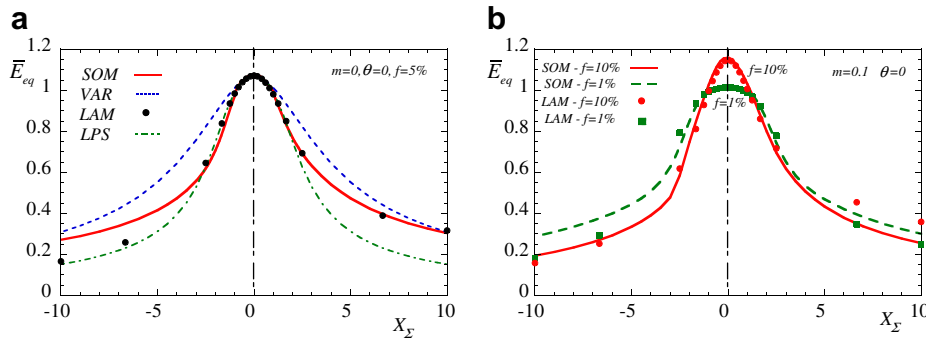 a
1.2
1
0.8
0.6
0.4
0.2
0
E̅eq
SOM
VAR
LAM
LPS
m=0, θ=0, f=5%
-10
-5
0
5
10
XΣ
b
1.2
1
0.8
0.6
0.4
0.2
0
E̅eq
SOM - f=10%
SOM - f=1%
LAM - f=10%
LAM - f=1%
f=10%
f=1%
m=0.1 θ=0
-10
-5
0
5
10
XΣ